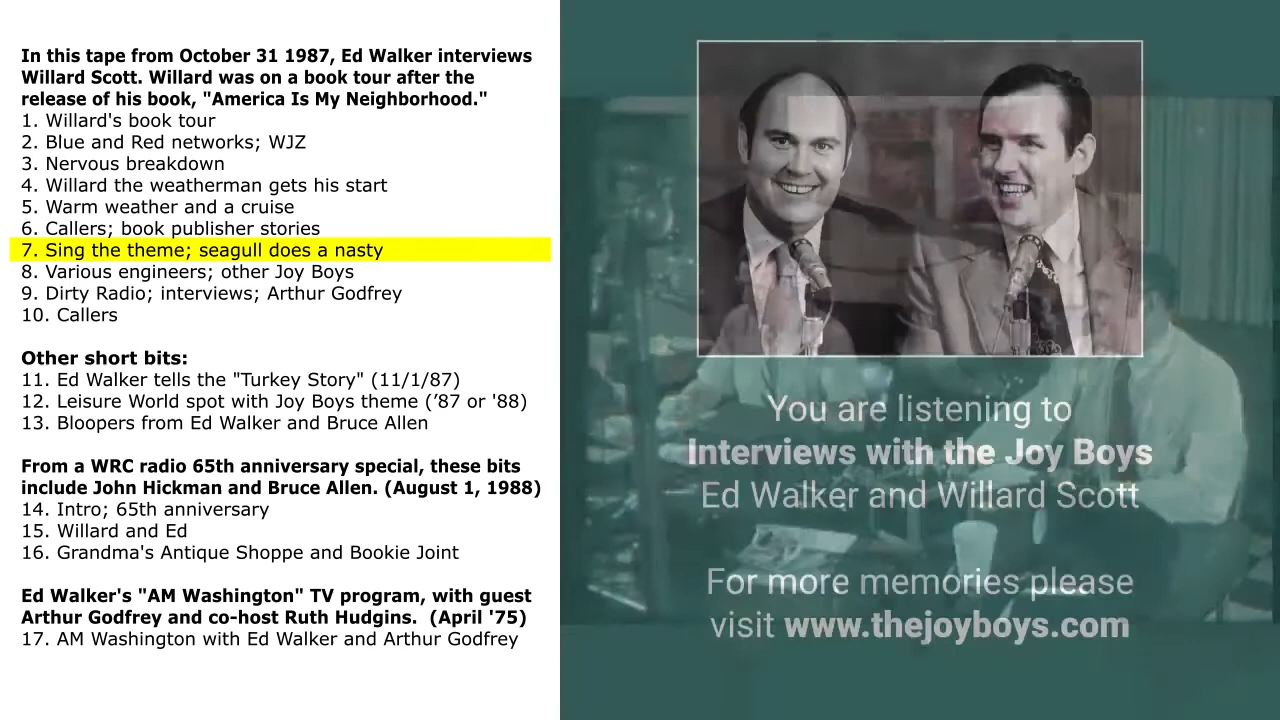 In this tape from October 31 1987, Ed Walker interviews
Willard Scott. Willard was on a book tour after the
release of his book, "America Is My Neighborhood."
1. Willard's book tour
2. Blue and Red networks; WJZ
3. Nervous breakdown
4. Willard the weatherman gets his start
5. Warm weather and a cruise
6. Callers; book publisher stories
7. Sing the theme; seagull does a nasty
8. Various engineers; other Joy Boys
9. Dirty Radio; interviews; Arthur Godfrey
10. Callers
Other short bits:
11. Ed Walker tells the "Turkey Story" (11/1/87)
12. Leisure World spot with Joy Boys theme (’87 or '88)
13. Bloopers from Ed Walker and Bruce Allen
From a WRC radio 65th anniversary special, these bits
include John Hickman and Bruce Allen. (August 1, 1988)
14. Intro; 65th anniversary
15. Willard and Ed
16. Grandma's Antique Shoppe and Bookie Joint
Ed Walker's "AM Washington" TV program, with guest
Arthur Godfrey and co-host Ruth Hudgins.  (April '75)
17. AM Washington with Ed Walker and Arthur Godfrey
You are listening to
Interviews with the Joy Boys
Ed Walker and Willard Scott
For more memories please
visit www.thejoyboys.com